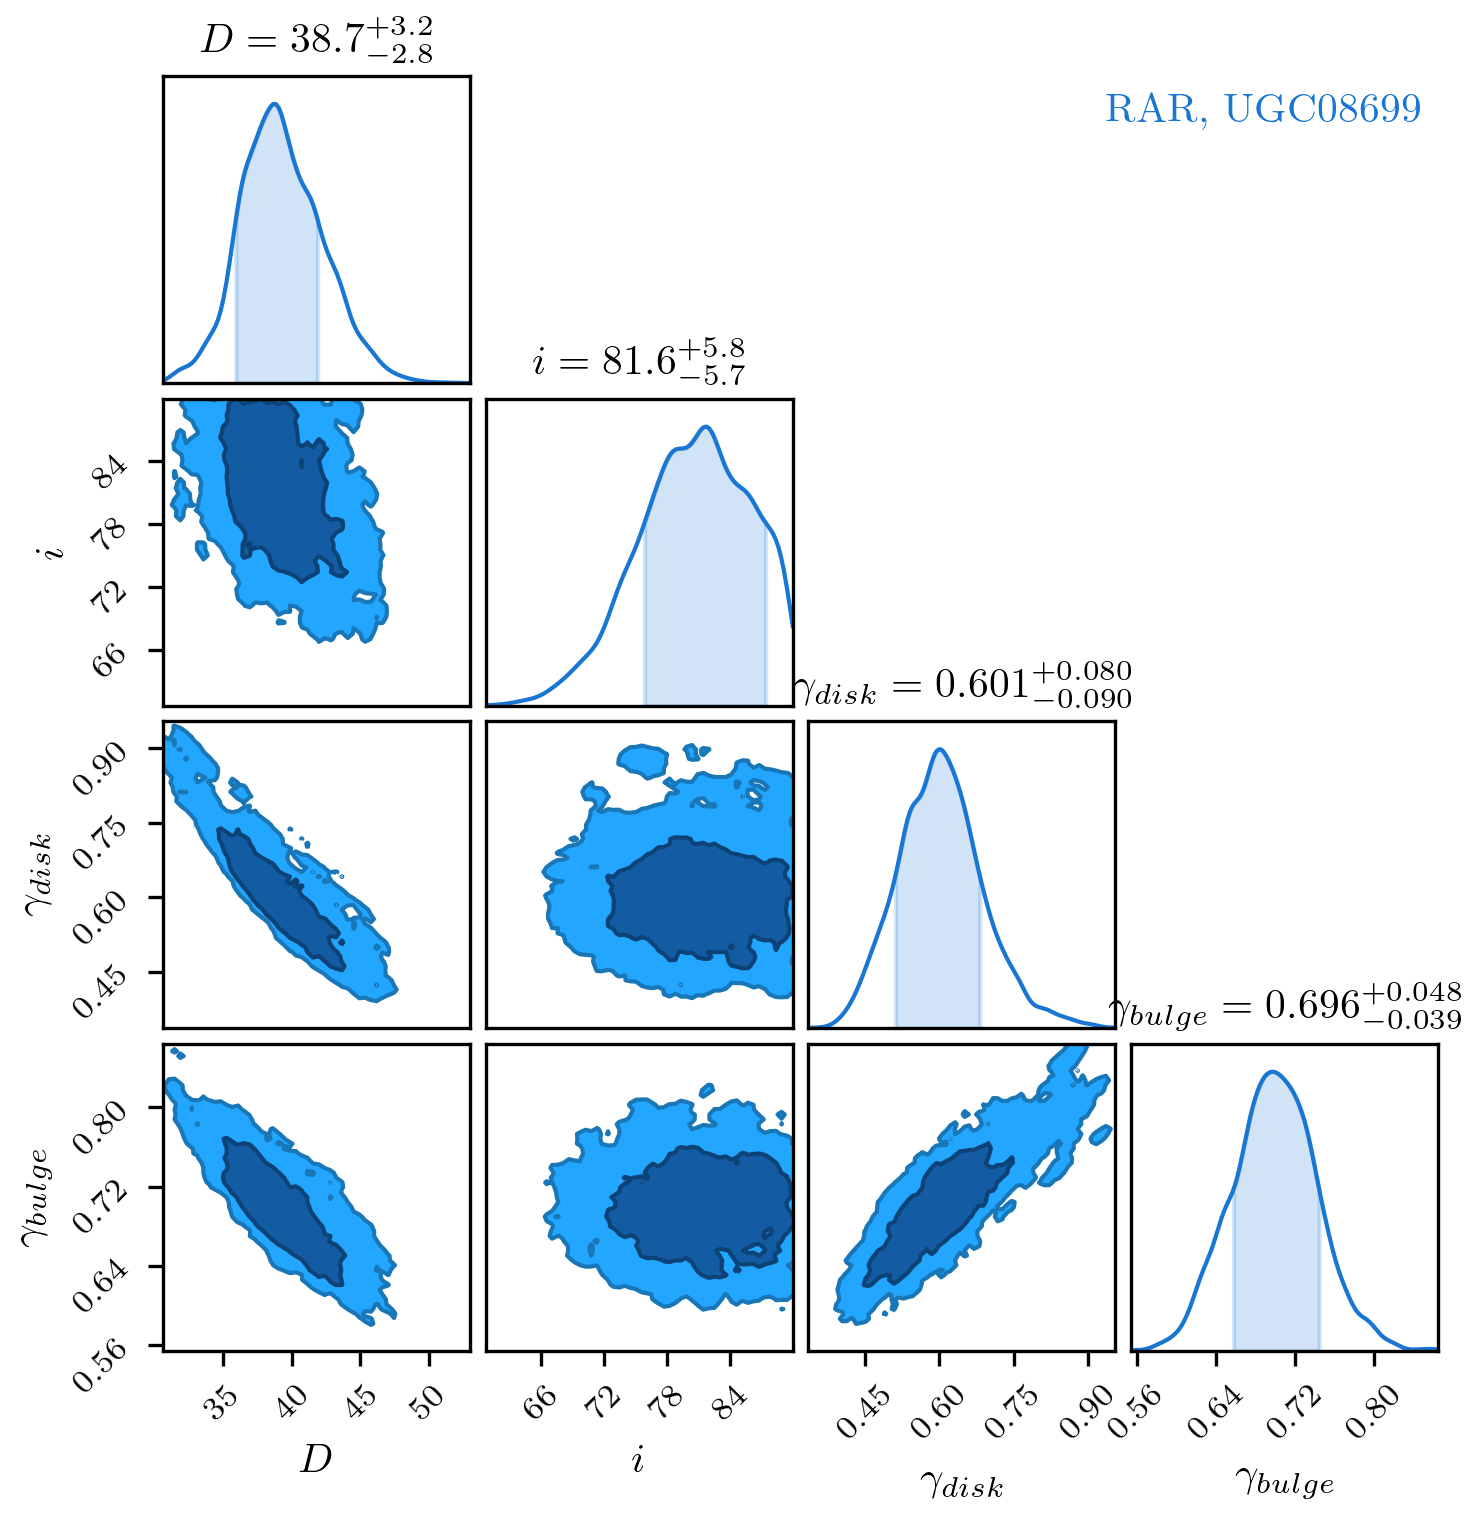 D = 38.7^{+3.2}_{-2.8}
RAR, UGC08699
i = 81.6^{+5.8}_{-5.7}
84
78
72
66
i
γ_{disk} = 0.601^{+0.080}_{-0.090}
0.90
0.75
0.60
0.45
γ_{disk}
γ_{bulge} = 0.696^{+0.048}_{-0.039}
0.80
0.72
0.64
0.56
γ_{bulge}
35 40 45 50
66 72 78 84
0.45 0.60 0.75 0.90
0.56 0.64 0.72 0.80
D
i
γ_{disk}
γ_{bulge}